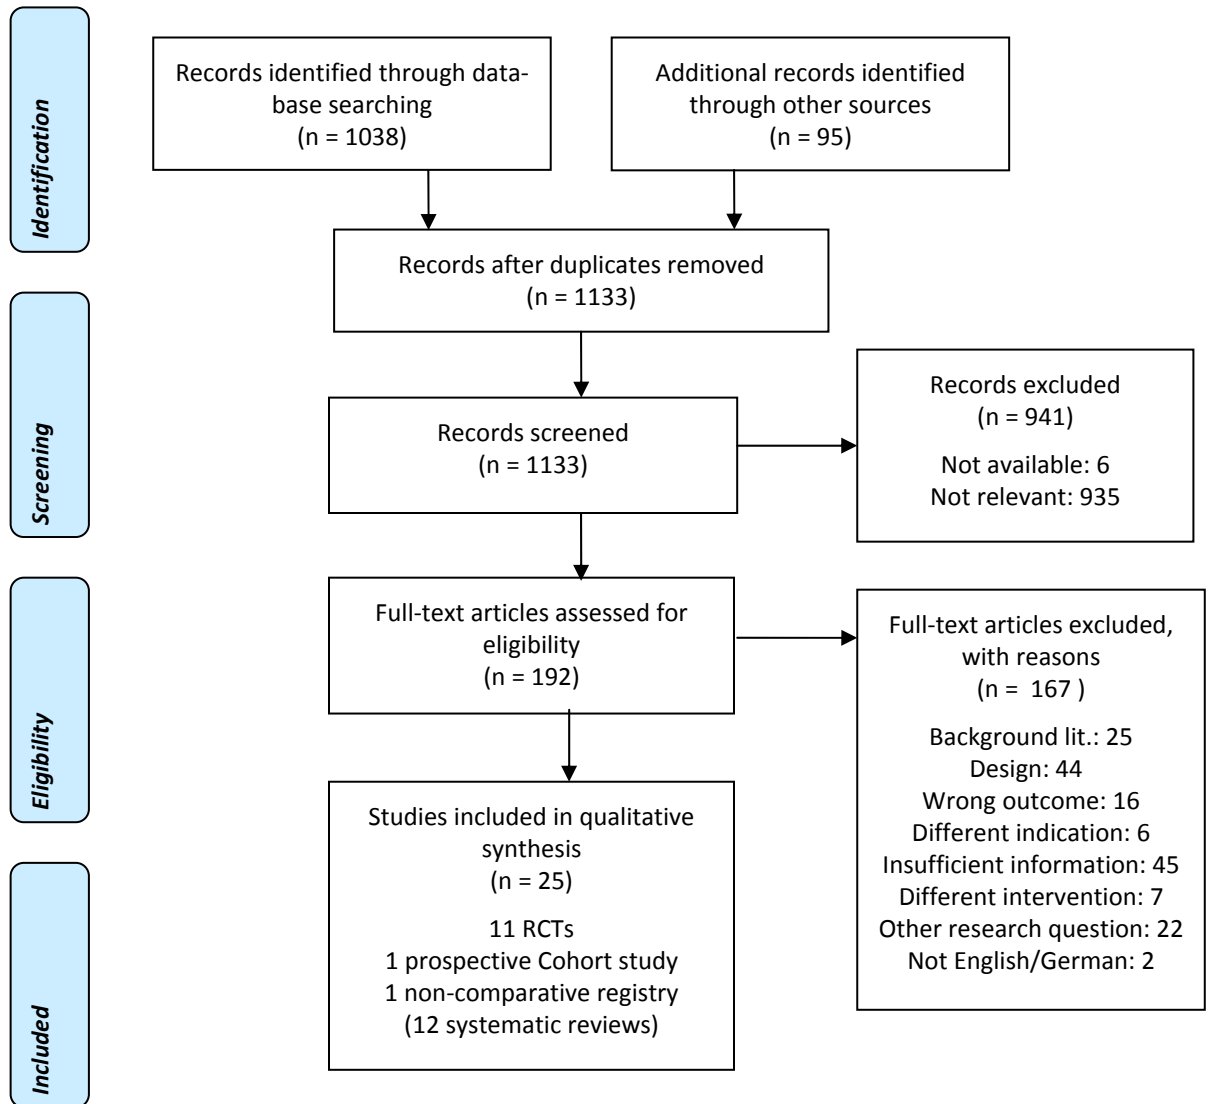 Identification
Records identified through data-
base searching
(n = 1038)
Additional records identified
through other sources
(n = 95)
Records after duplicates removed
(n = 1133)
Screening
Records screened
(n = 1133)
Records excluded
(n = 941)
Not available: 6
Not relevant: 935
Eligibility
Full-text articles assessed for
eligibility
(n = 192)
Full-text articles excluded,
with reasons
(n =  167 )
Background lit.: 25
Design: 44
Wrong outcome: 16
Different indication: 6
Insufficient information: 45
Different intervention: 7
Other research question: 22
Not English/German: 2
Included
Studies included in qualitative
synthesis
(n = 25)
11 RCTs
1 prospective Cohort study
1 non-comparative registry
(12 systematic reviews)